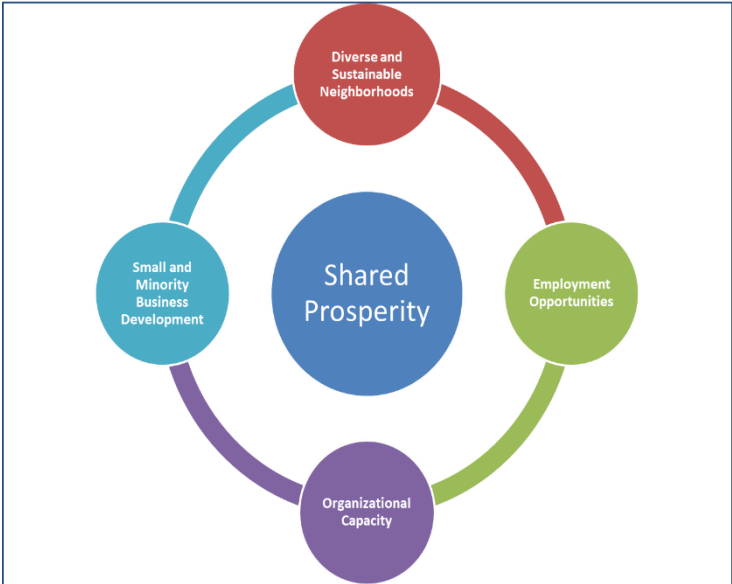 Diverse and
Sustainable
Neighborhoods
Small and
Minority
Business
Development
Shared
Prosperity
Employment
Opportunities
Organizational
Capacity